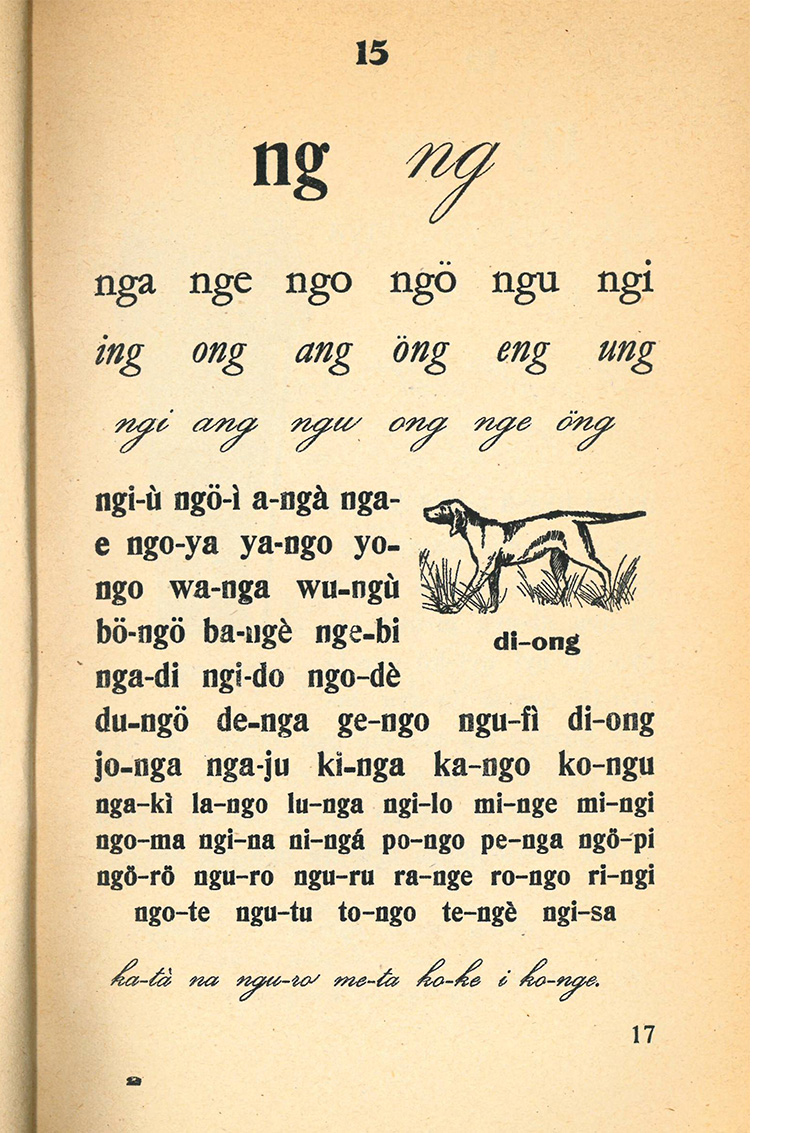 15
ng ng
nga nge ngo ngö ngu ngi
ing ong ang öng eng ung
ngi ang ngu ong nge öng
ngi-ù ngö-ì a-ngà nga-
e ngo-ya ya-ngo yo-
ngo wa-nga wu-ngù
bö-ngö ba-ngè nge-bi
nga-di ngi-do ngo-dè
di-ong
du-ngö de-nga ge-ngo ngu-fì di-ong
jo-nga nga-ju ki-nga ka-ngo ko-ngu
nga-kì la-ngo lu-nga ngi-lo mi-nge mi-ngi
ngo-ma ngi-na ni-ngá po-ngo pe-nga ngö-pi
ngö-rö ngu-ro ngu-ru ra-nge ro-ngo ri-ngi
ngo-te ngu-tu to-ngo te-ngè ngi-sa
ka-tà na ngu-ro me-ta ko-ke i ko-nge.
17
2